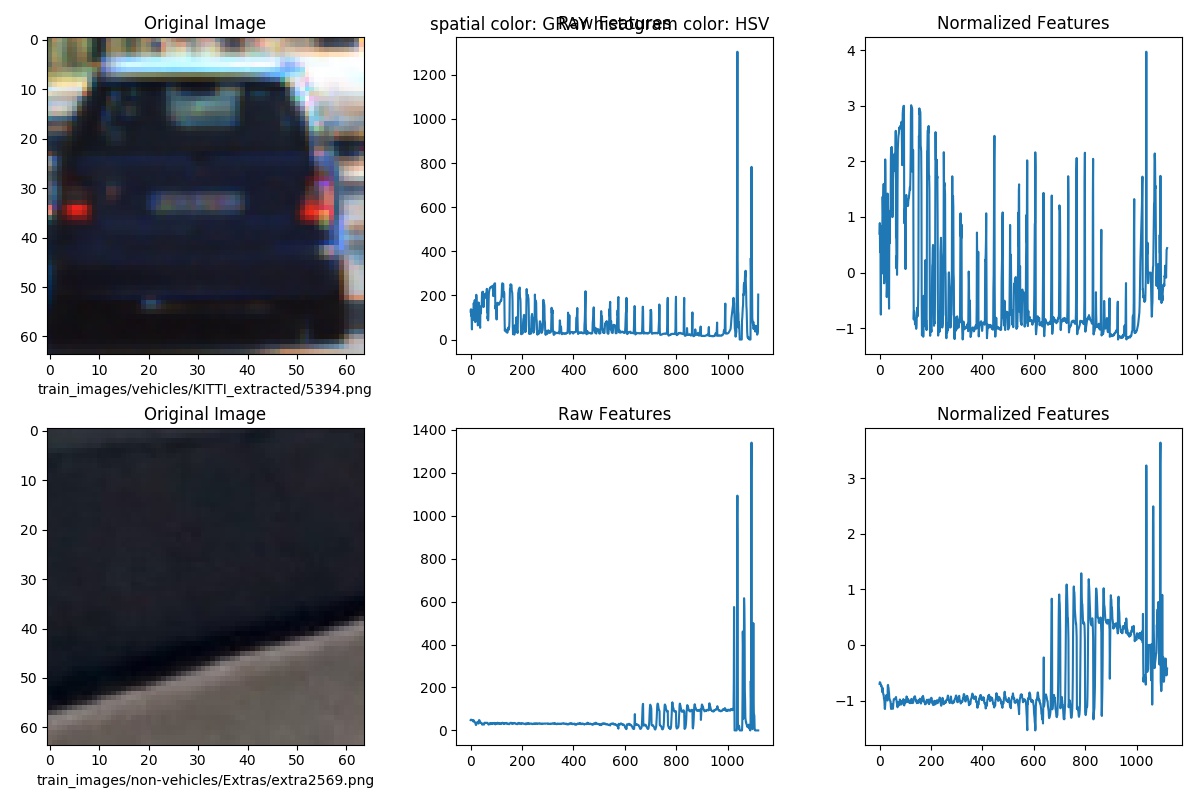 spatial color: GRAY histogram color: HSV
Original Image
Raw Features
Normalized Features
0
10
20
30
40
50
60
0 10 20 30 40 50 60
train_images/vehicles/KITTI_extracted/5394.png
1200
1000
800
600
400
200
0
0 200 400 600 800 1000
4
3
2
1
0
−1
0 200 400 600 800 1000
Original Image
Raw Features
Normalized Features
0
10
20
30
40
50
60
0 10 20 30 40 50 60
train_images/non-vehicles/Extras/extra2569.png
1400
1200
1000
800
600
400
200
0
0 200 400 600 800 1000
3
2
1
0
−1
0 200 400 600 800 1000